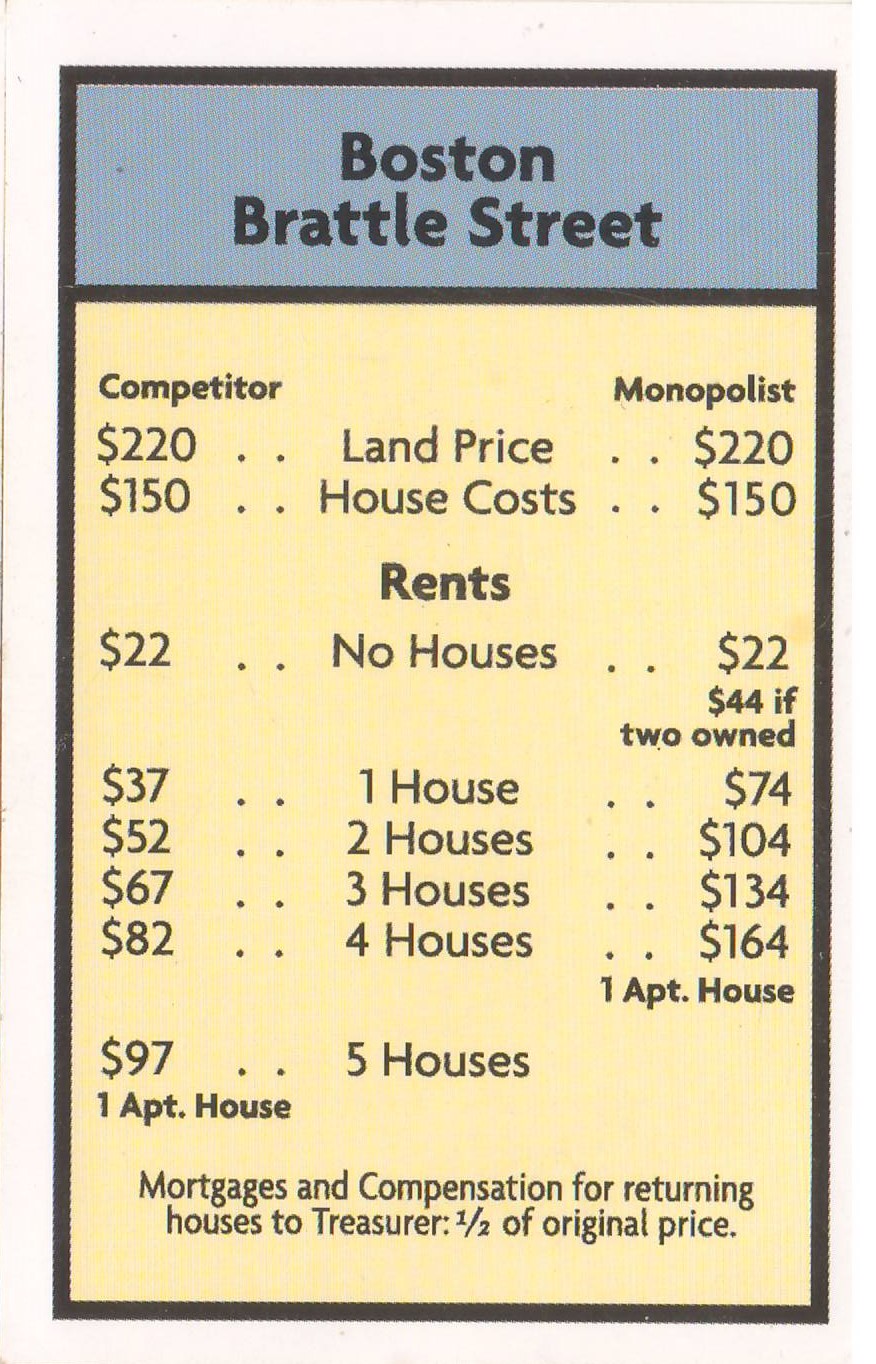 Boston
Brattle Street
Competitor Monopolist
$220 . . Land Price . . $220
$150 . . House Costs . . $150
Rents
$22 . . No Houses . . $22
$44 if
two owned
$37 . . 1 House . . $74
$52 . . 2 Houses . . $104
$67 . . 3 Houses . . $134
$82 . . 4 Houses . . $164
1 Apt. House
$97 . . 5 Houses
1 Apt. House
Mortgages and Compensation for returning
houses to Treasurer: 1/2 of original price.